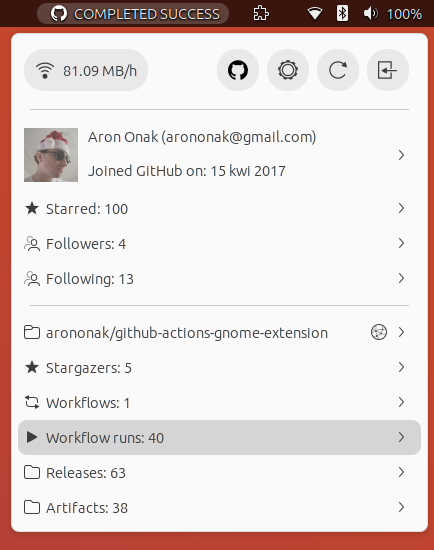 COMPLETED SUCCESS 100%
81.09 MB/h
Aron Onak (arononak@gmail.com)
Joined GitHub on: 15 kwi 2017
Starred: 100
Followers: 4
Following: 13
arononak/github-actions-gnome-extension
Stargazers: 5
Workflows: 1
Workflow runs: 40
Releases: 63
Artifacts: 38